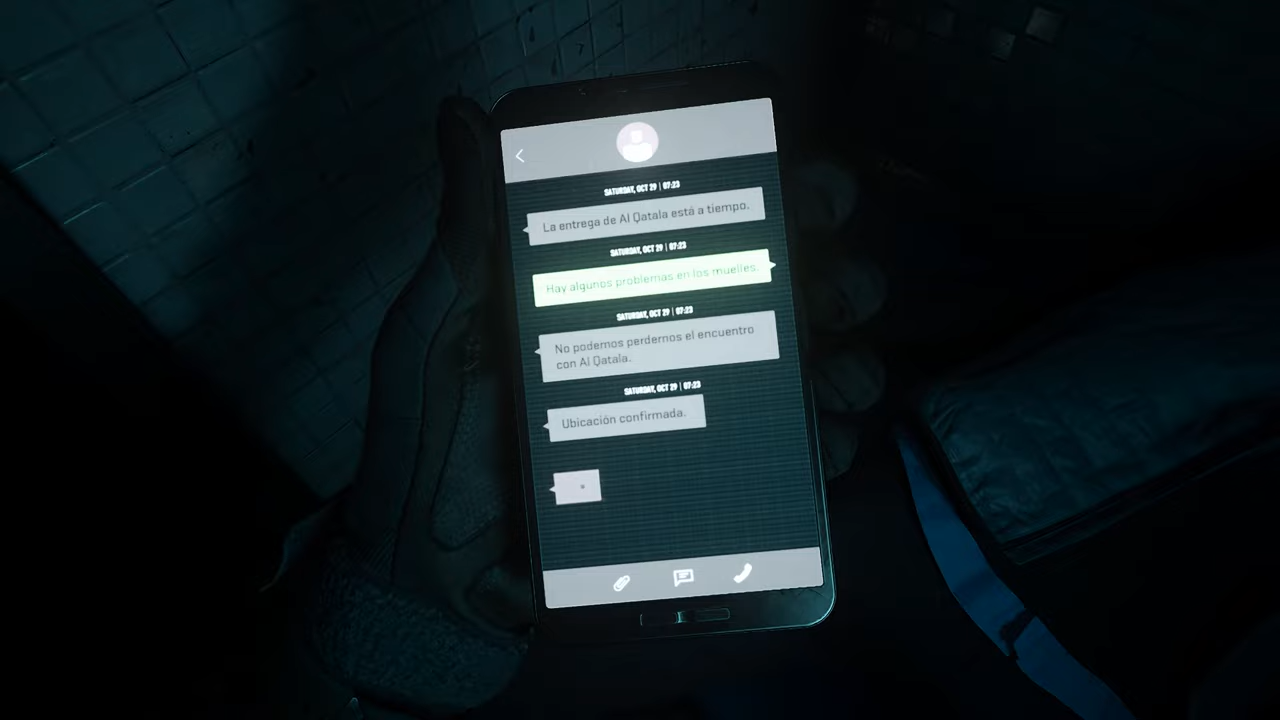 SATURDAY, OCT 29 | 07:23
La entrega de Al Qatala está a tiempo.
SATURDAY, OCT 29 | 07:23
Hay algunos problemas en los muelles.
SATURDAY, OCT 29 | 07:23
No podemos perdernos el encuentro
con Al Qatala.
SATURDAY, OCT 29 | 07:23
Ubicación confirmada.